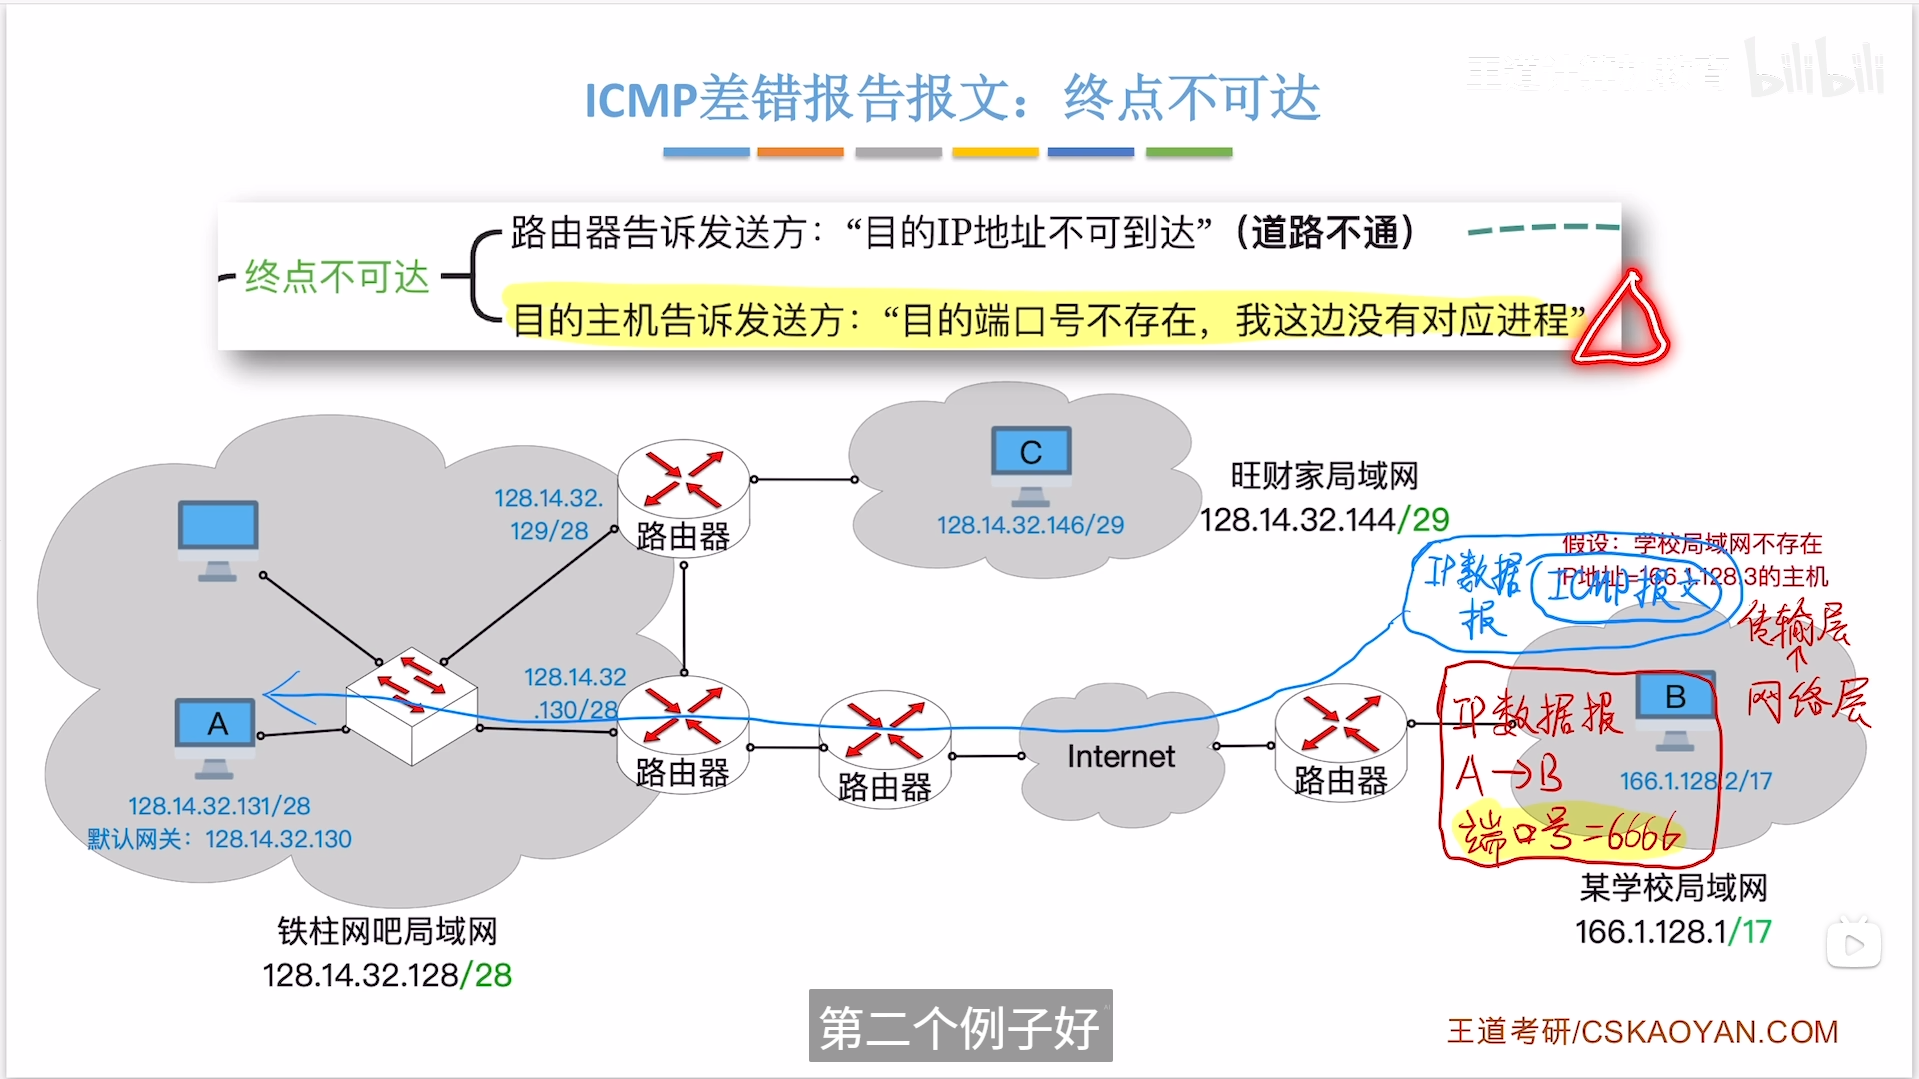 bilibili
ICMP差错报告报文：终点不可达
路由器告诉发送方：“目的IP地址不可到达”（道路不通）
终点不可达
目的主机告诉发送方：“目的端口号不存在，我这边没有对应进程”
C
128.14.32.146/29
旺财家局域网
128.14.32.144/29
128.14.32.
129/28
路由器
假设：学校局域网不存在
IP地址=166.1.128.3的主机
IP数据
报
ICMP报文
传输层
↑
网络层
A
128.14.32.131/28
默认网关：128.14.32.130
128.14.32
.130/28
路由器
路由器
Internet
路由器
IP数据报
A→B
端口号=6666
B
166.1.128.2/17
铁柱网吧局域网
128.14.32.128/28
某学校局域网
166.1.128.1/17
第二个例子好
王道考研/CSKAOYAN.COM